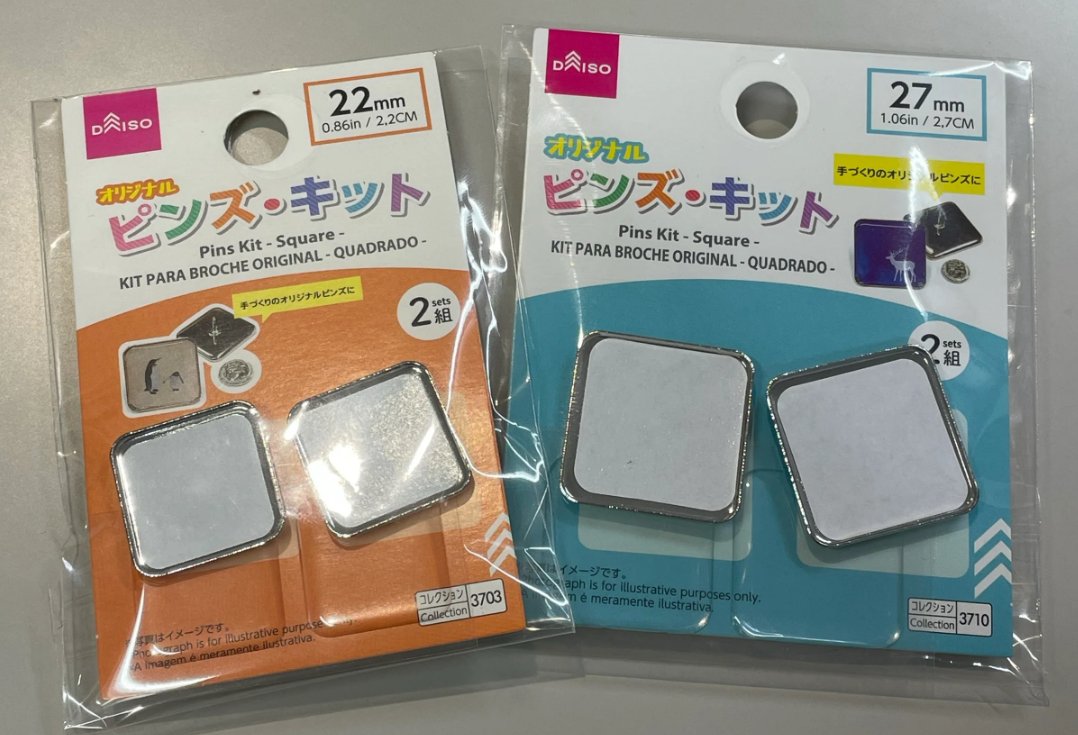 DAISO
22mm
0.86in / 2.2CM
オリジナル
ピンズ・キット
Pins Kit - Square -
KIT PARA BROCHE ORIGINAL - QUADRADO -
手づくりのオリジナルピンズに
2 sets
組
コレクション
Collection 3703
※写真はイメージです。
*Photograph is for illustrative purposes only.
*A imagem é meramente ilustrativa.
DAISO
27mm
1.06in / 2.7CM
オリジナル
ピンズ・キット
手づくりのオリジナルピンズに
Pins Kit - Square -
KIT PARA BROCHE ORIGINAL - QUADRADO -
2 sets
組
はイメージです。
is for illustrative purposes only.
é meramente ilustrativa.
コレクション
Collection 3710